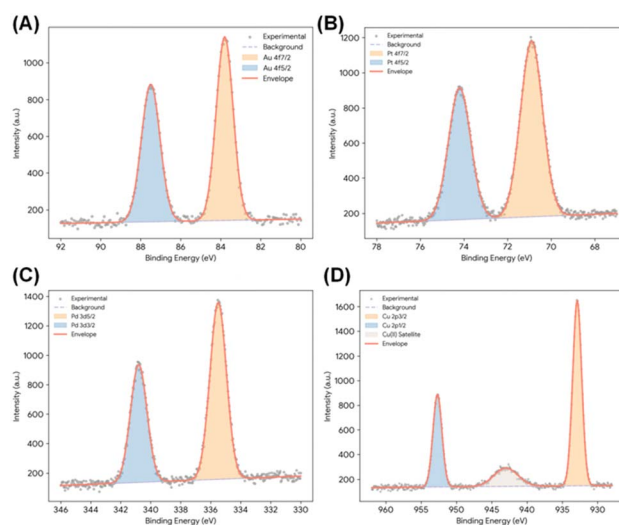 (A)
Experimental
Background
Au 4f7/2
Au 4f5/2
Envelope
Intensity (a.u.)
1000
800
600
400
200
92 90 88 86 84 82 80
Binding Energy (eV)
(B)
Experimental
Background
Pt 4f7/2
Pt 4f5/2
Envelope
Intensity (a.u.)
1200
1000
800
600
400
200
78 76 74 72 70 68
Binding Energy (eV)
(C)
Experimental
Background
Pd 3d5/2
Pd 3d3/2
Envelope
Intensity (a.u.)
1400
1200
1000
800
600
400
200
346 344 342 340 338 336 334 332 330
Binding Energy (eV)
(D)
Experimental
Background
Cu 2p3/2
Cu 2p1/2
Cu(II) Satellite
Envelope
Intensity (a.u.)
1600
1400
1200
1000
800
600
400
200
960 955 950 945 940 935 930
Binding Energy (eV)